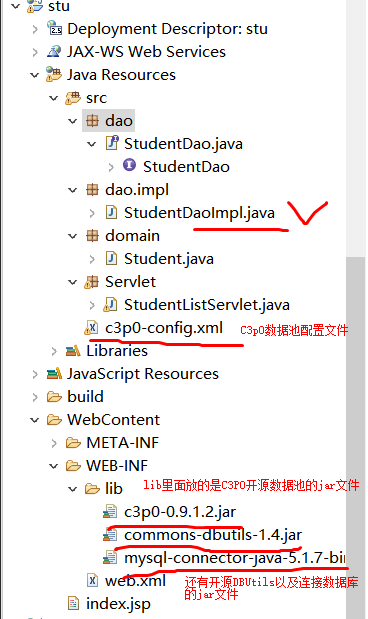 stu
Deployment Descriptor: stu
JAX-WS Web Services
Java Resources
src
dao
StudentDao.java
StudentDao
dao.impl
StudentDaoImpl.java
domain
Student.java
Servlet
StudentListServlet.java
c3p0-config.xml C3pO数据池配置文件
Libraries
JavaScript Resources
build
WebContent
META-INF
WEB-INF
lib
lib里面放的是C3PO开源数据池的jar文件
c3p0-0.9.1.2.jar
commons-dbutils-1.4.jar
mysql-connector-java-5.1.7-bin
web.xml 还有开源DBUtils以及连接数据库
的jar文件
index.jsp